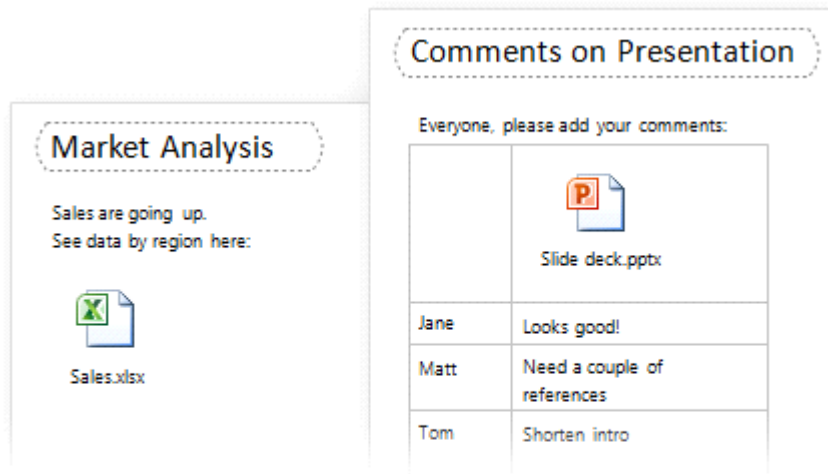 Market Analysis
Sales are going up.
See data by region here:
X
Sales.xlsx
Comments on Presentation
Everyone, please add your comments:
P
Slide deck.pptx
Jane
Looks good!
Matt
Need a couple of
references
Tom
Shorten intro